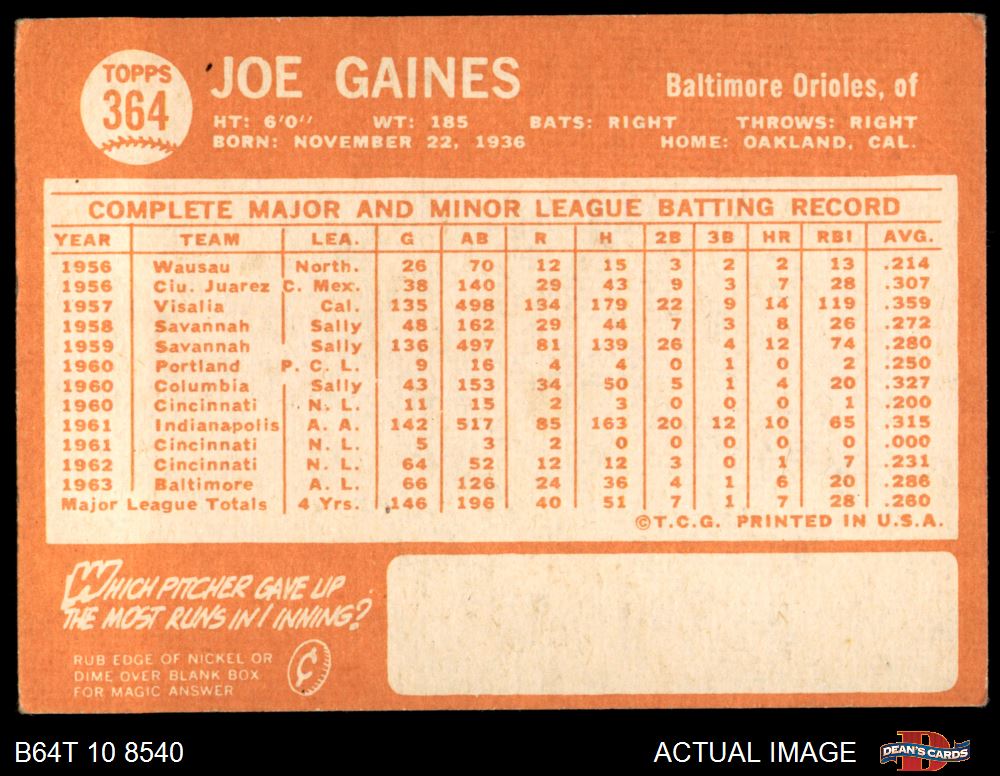 TOPPS
364
JOE GAINES
Baltimore Orioles, of
HT: 6'0" WT: 185 BATS: RIGHT THROWS: RIGHT
BORN: NOVEMBER 22, 1936 HOME: OAKLAND, CAL.
COMPLETE MAJOR AND MINOR LEAGUE BATTING RECORD
YEAR TEAM LEA. G AB R H 2B 3B HR RBI AVG.
1956 Wausau North. 26 70 12 15 3 2 2 13 .214
1956 Ciu. Juarez C. Mex. 38 140 29 43 9 3 7 28 .307
1957 Visalia Cal. 135 498 134 179 22 9 14 119 .359
1958 Savannah Sally 48 162 29 44 7 3 8 26 .272
1959 Savannah Sally 136 497 81 139 26 4 12 74 .280
1960 Portland P. C. L. 9 16 4 4 0 1 0 2 .250
1960 Columbia Sally 43 153 34 50 5 1 4 20 .327
1960 Cincinnati N. L. 11 15 2 3 0 0 0 1 .200
1961 Indianapolis A. A. 142 517 85 163 20 12 10 65 .315
1961 Cincinnati N. L. 5 3 2 0 0 0 0 0 .000
1962 Cincinnati N. L. 64 52 12 12 3 0 1 7 .231
1963 Baltimore A. L. 66 126 24 36 4 1 6 20 .286
Major League Totals 4 Yrs. 146 196 40 51 7 1 7 28 .260
©T.C.G. PRINTED IN U.S.A.
WHICH PITCHER GAVE UP
THE MOST RUNS IN 1 INNING?
RUB EDGE OF NICKEL OR
DIME OVER BLANK BOX
FOR MAGIC ANSWER
¢
B64T 10 8540
ACTUAL IMAGE
D
DEAN'S CARDS